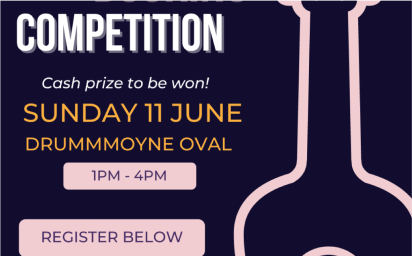 COMPETITION
Cash prize to be won!
SUNDAY 11 JUNE
DRUMMMOYNE OVAL
1PM - 4PM
REGISTER BELOW